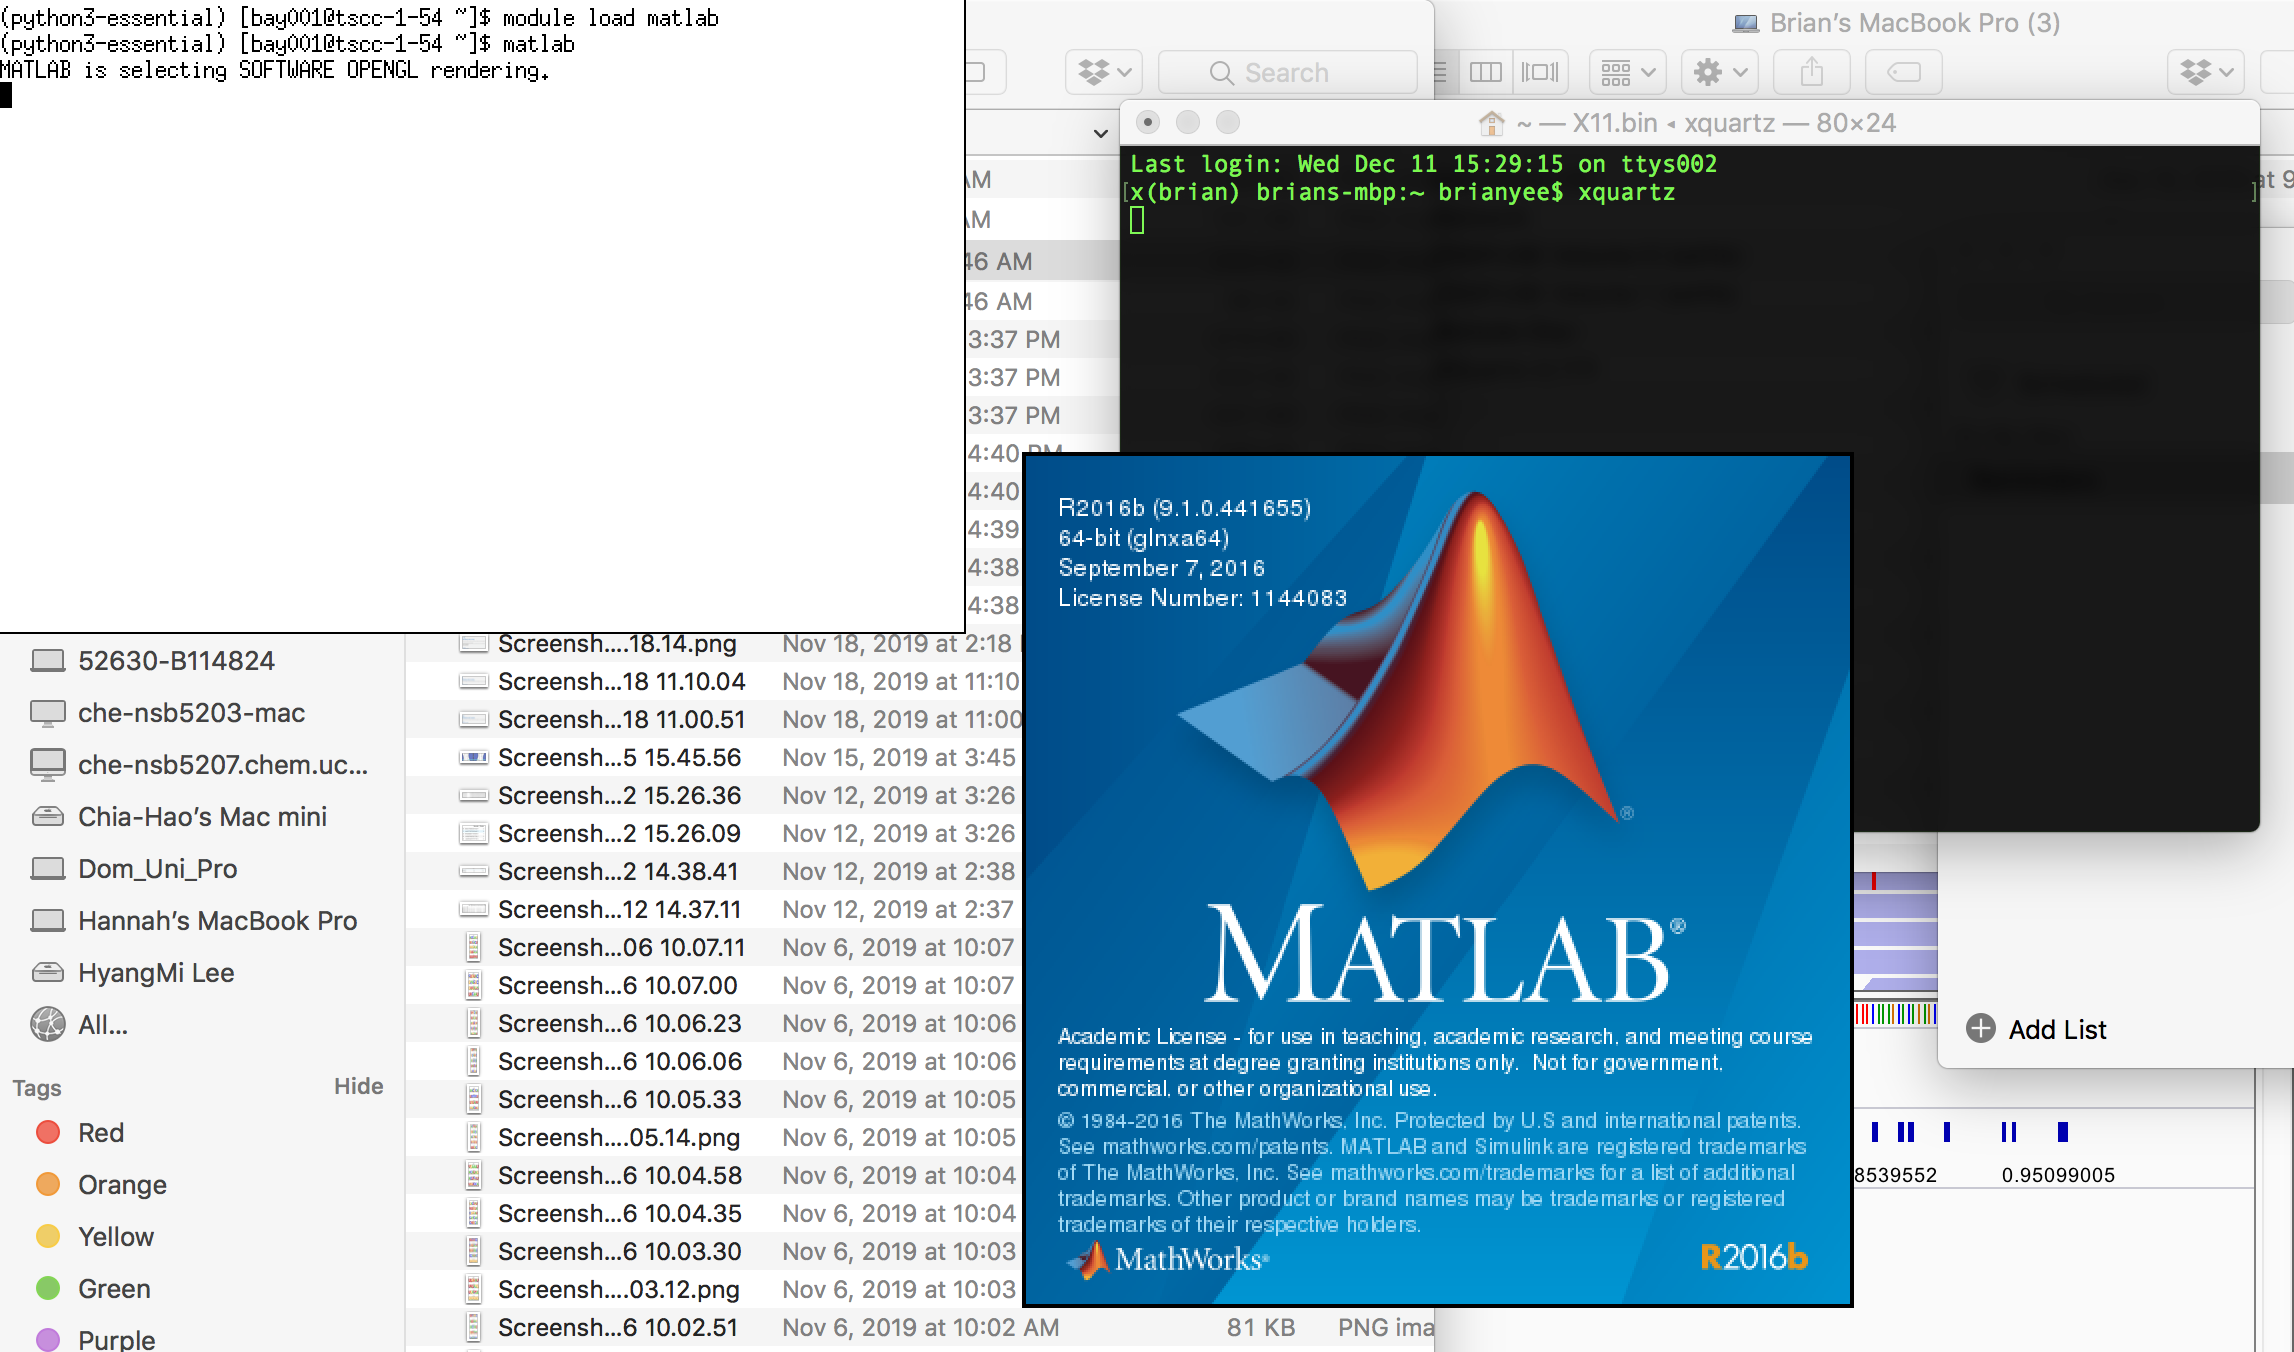 (python3-essential) [bay001@tscc-1-54 ~]$ module load matlab
(python3-essential) [bay001@tscc-1-54 ~]$ matlab
MATLAB is selecting SOFTWARE OPENGL rendering.
Search
Brian’s MacBook Pro (3)
~ — X11.bin ◂ xquartz — 80×24
Last login: Wed Dec 11 15:29:15 on ttys002
[x(brian) brians-mbp:~ brianyee$ xquartz ]
at 9
AM
AM
46 AM
46 AM
3:37 PM
3:37 PM
3:37 PM
4:40 PM
4:40
4:39
4:38
4:38
52630-B114824
che-nsb5203-mac
che-nsb5207.chem.uc...
Chia-Hao’s Mac mini
Dom_Uni_Pro
Hannah’s MacBook Pro
HyangMi Lee
All...
Tags Hide
Red
Orange
Yellow
Green
Purple
Screensh....18.14.png Nov 18, 2019 at 2:18
Screensh...18 11.10.04 Nov 18, 2019 at 11:10
Screensh...18 11.00.51 Nov 18, 2019 at 11:00
Screensh...5 15.45.56 Nov 15, 2019 at 3:45
Screensh...2 15.26.36 Nov 12, 2019 at 3:26
Screensh...2 15.26.09 Nov 12, 2019 at 3:26
Screensh...2 14.38.41 Nov 12, 2019 at 2:38
Screensh...12 14.37.11 Nov 12, 2019 at 2:37
Screensh...06 10.07.11 Nov 6, 2019 at 10:07
Screensh...6 10.07.00 Nov 6, 2019 at 10:07
Screensh...6 10.06.23 Nov 6, 2019 at 10:06
Screensh...6 10.06.06 Nov 6, 2019 at 10:06
Screensh...6 10.05.33 Nov 6, 2019 at 10:05
Screensh....05.14.png Nov 6, 2019 at 10:05
Screensh...6 10.04.58 Nov 6, 2019 at 10:04
Screensh...6 10.04.35 Nov 6, 2019 at 10:04
Screensh...6 10.03.30 Nov 6, 2019 at 10:03
Screensh....03.12.png Nov 6, 2019 at 10:03
Screensh...6 10.02.51 Nov 6, 2019 at 10:02 AM 81 KB PNG ima
R2016b (9.1.0.441655)
64-bit (glnxa64)
September 7, 2016
License Number: 1144083
®
MATLAB®
Academic License - for use in teaching, academic research, and meeting course
requirements at degree granting institutions only. Not for government,
commercial, or other organizational use.
© 1984-2016 The MathWorks, Inc. Protected by U.S and international patents.
See mathworks.com/patents. MATLAB and Simulink are registered trademarks
of The MathWorks, Inc. See mathworks.com/trademarks for a list of additional
trademarks. Other product or brand names may be trademarks or registered
trademarks of their respective holders.
MathWorks®
R2016b
Add List
8539552 0.95099005